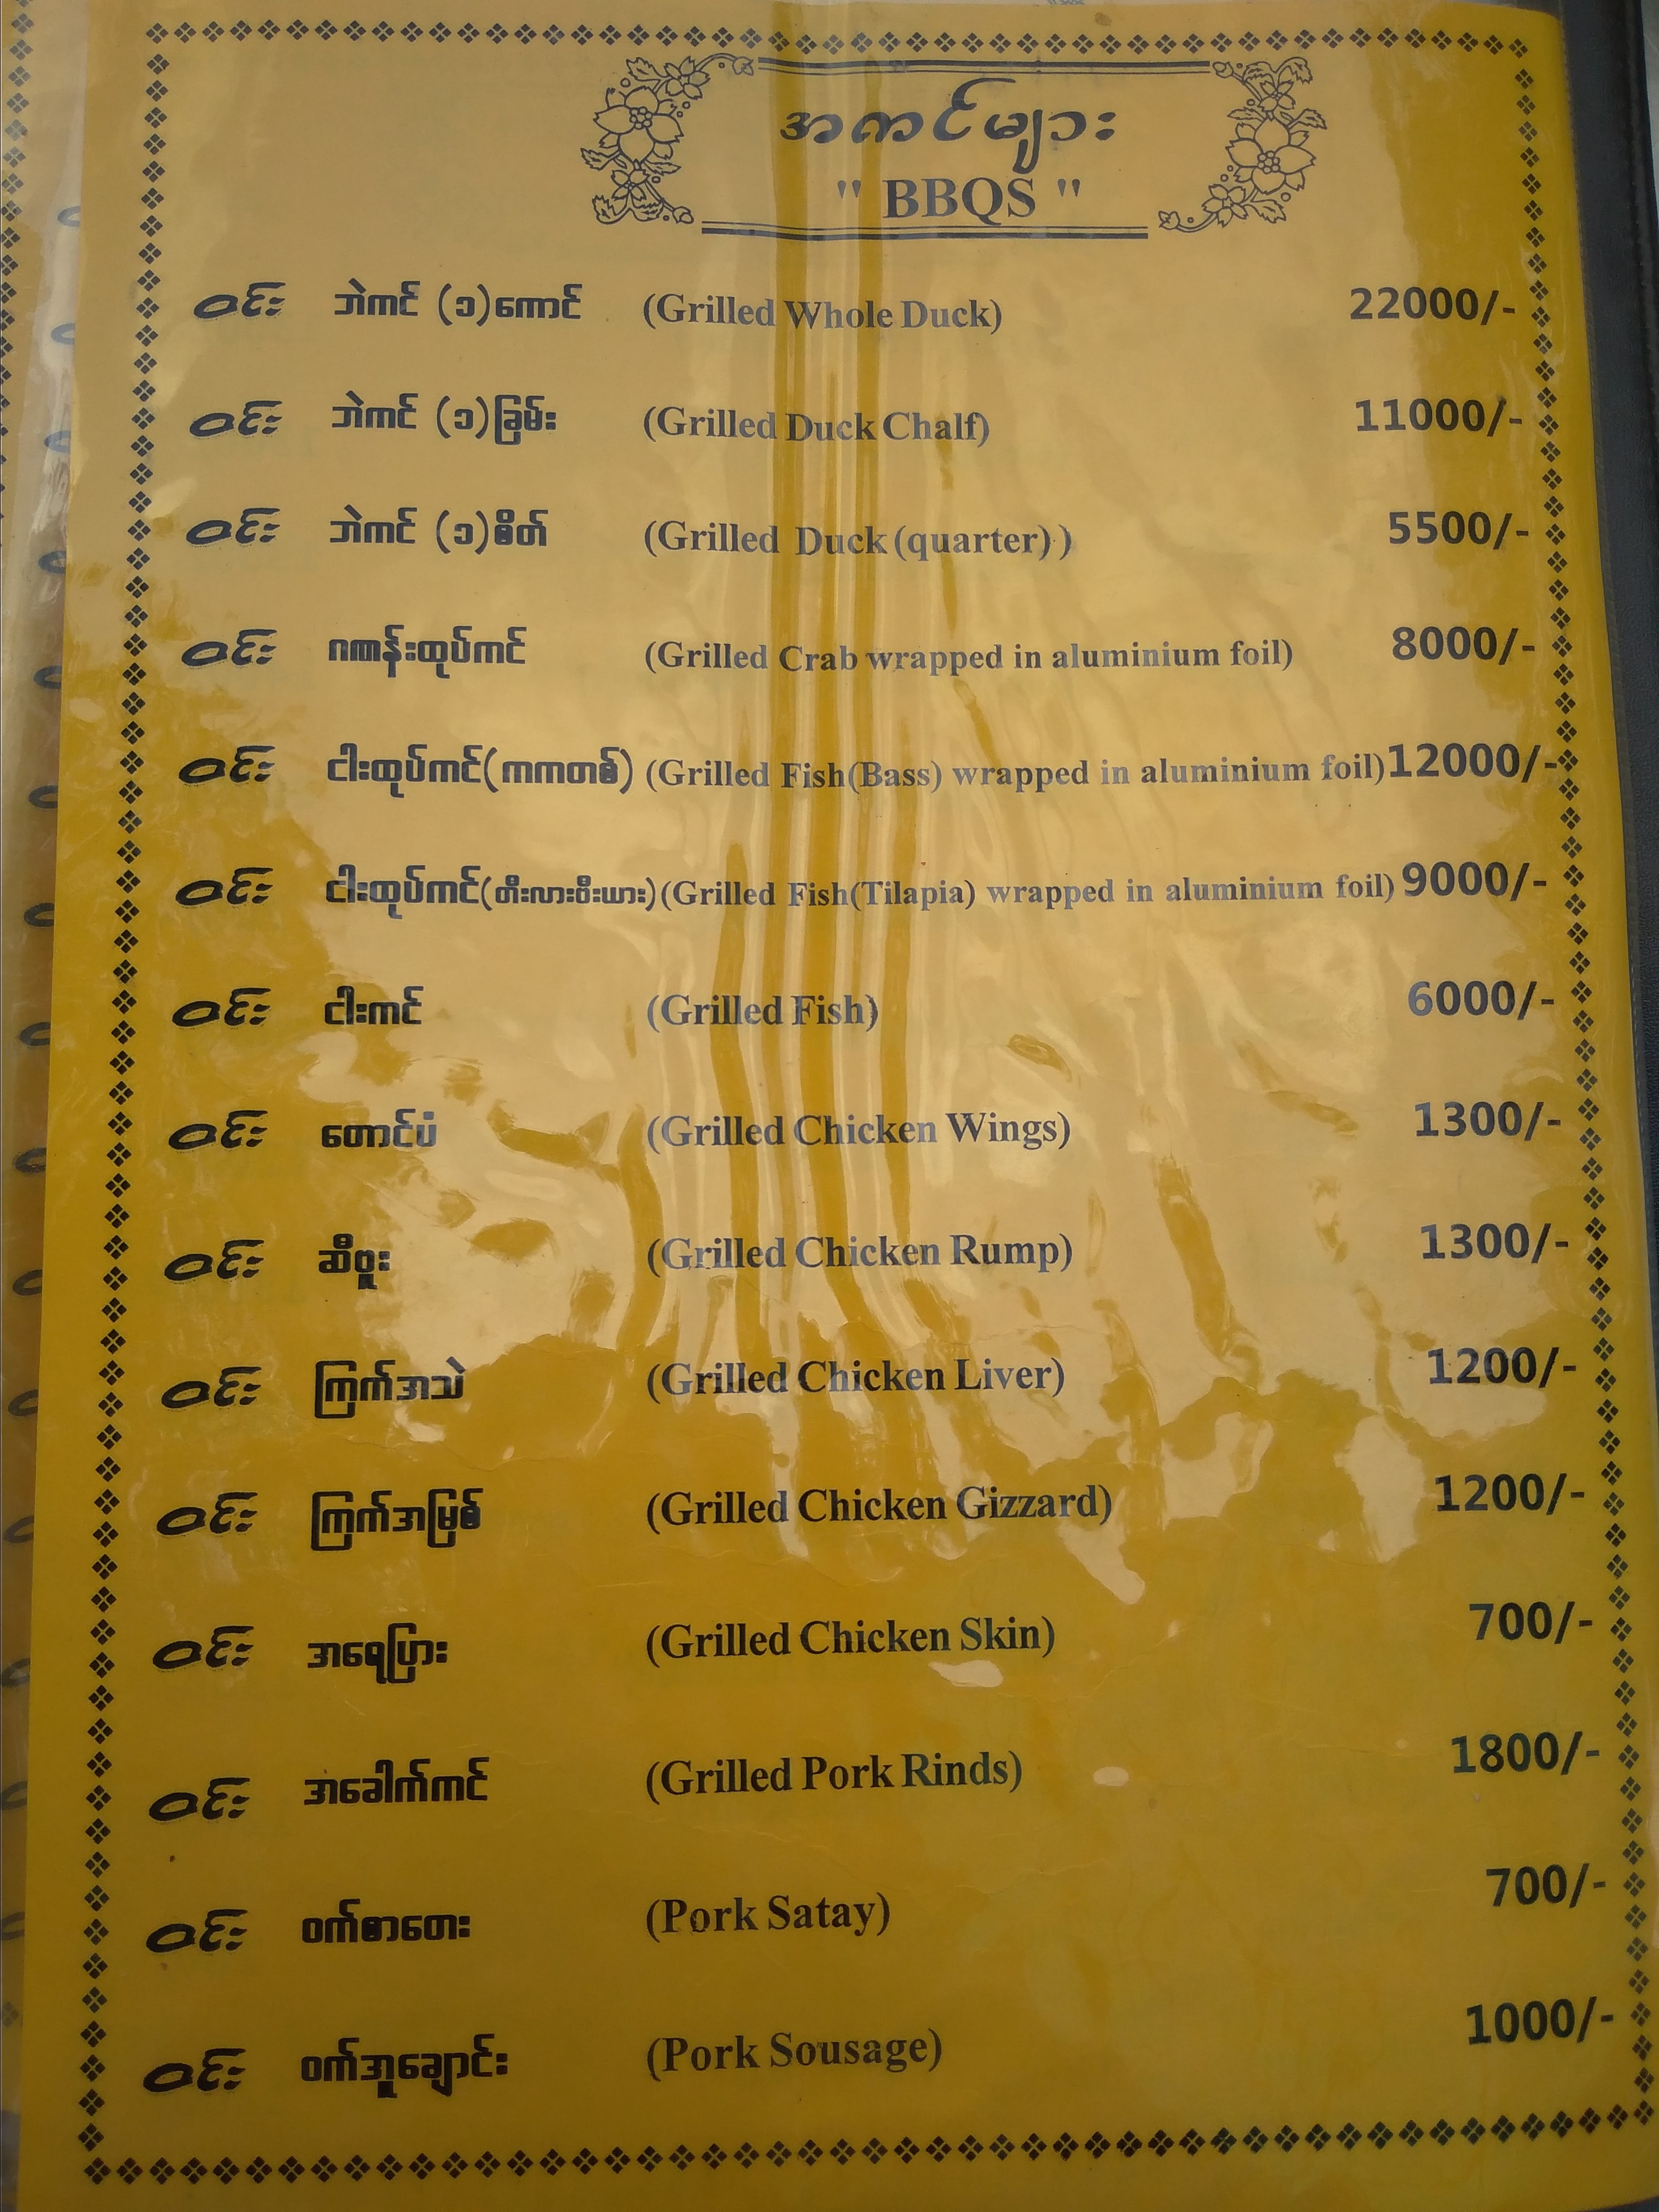 အကင်များ
" BBQS "
ဝင်း ဘဲကင် (၁)ကောင် (Grilled Whole Duck) 22000/-
ဝင်း ဘဲကင် (၁)ခြမ်း (Grilled Duck Chalf) 11000/-
ဝင်း ဘဲကင် (၁)စိတ် (Grilled Duck (quarter) ) 5500/-
ဝင်း ဂဏန်းထုပ်ကင် (Grilled Crab wrapped in aluminium foil) 8000/-
ဝင်း ငါးထုပ်ကင်(ကကတစ်) (Grilled Fish(Bass) wrapped in aluminium foil) 12000/-
ဝင်း ငါးထုပ်ကင်(တီးလားဗီးယား) (Grilled Fish(Tilapia) wrapped in aluminium foil) 9000/-
ဝင်း ငါးကင် (Grilled Fish) 6000/-
ဝင်း တောင်ပံ (Grilled Chicken Wings) 1300/-
ဝင်း ဆီဗူး (Grilled Chicken Rump) 1300/-
ဝင်း ကြက်အသဲ (Grilled Chicken Liver) 1200/-
ဝင်း ကြက်အမြစ် (Grilled Chicken Gizzard) 1200/-
ဝင်း အရေပြား (Grilled Chicken Skin) 700/-
ဝင်း အခေါက်ကင် (Grilled Pork Rinds) 1800/-
ဝင်း ဝက်စာတေး (Pork Satay) 700/-
ဝင်း ဝက်အူချောင်း (Pork Sousage) 1000/-